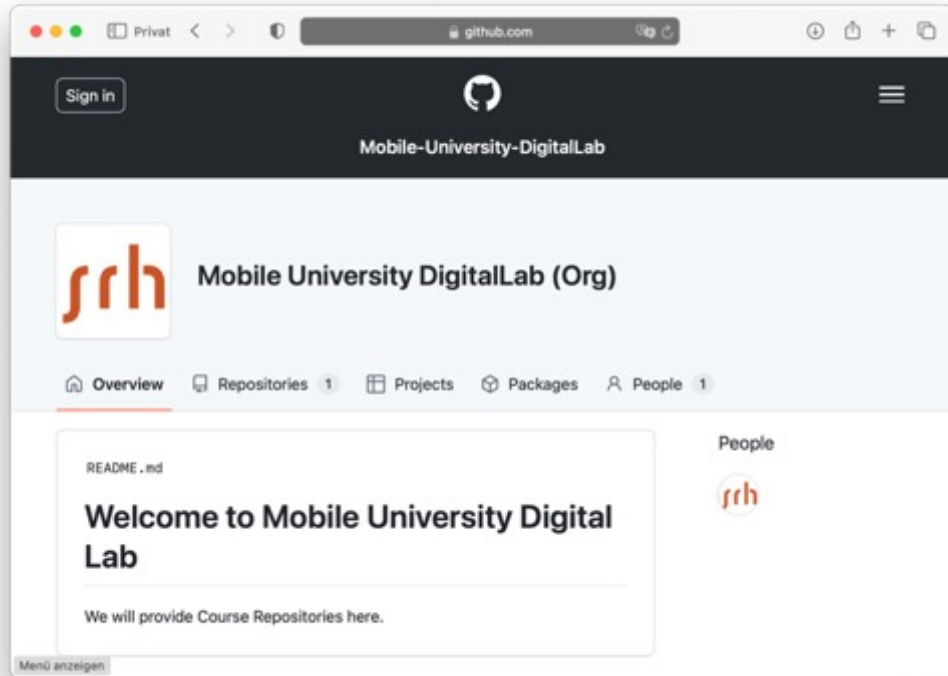 Privat
github.com
Sign in
Mobile-University-DigitalLab
srh
Mobile University DigitalLab (Org)
Overview Repositories 1 Projects Packages People 1
README.md
People
srh
Welcome to Mobile University Digital
Lab
We will provide Course Repositories here.
Menü anzeigen